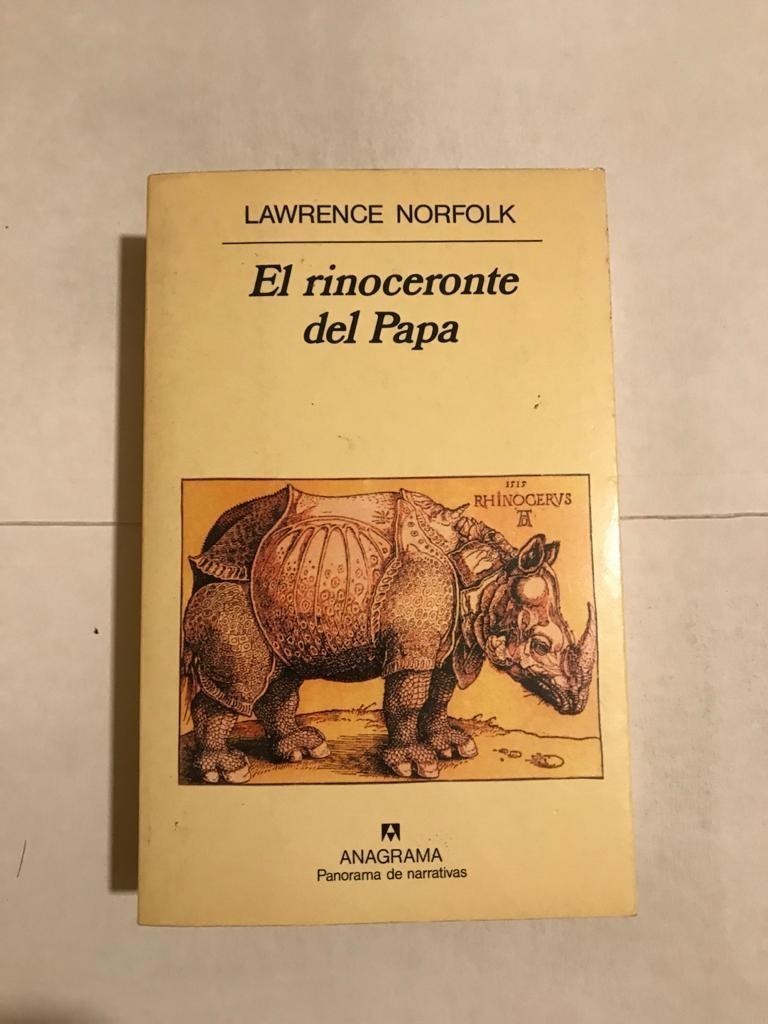 LAWRENCE NORFOLK
El rinoceronte
del Papa
1515
RHINOCERVS
AD
ANAGRAMA
Panorama de narrativas